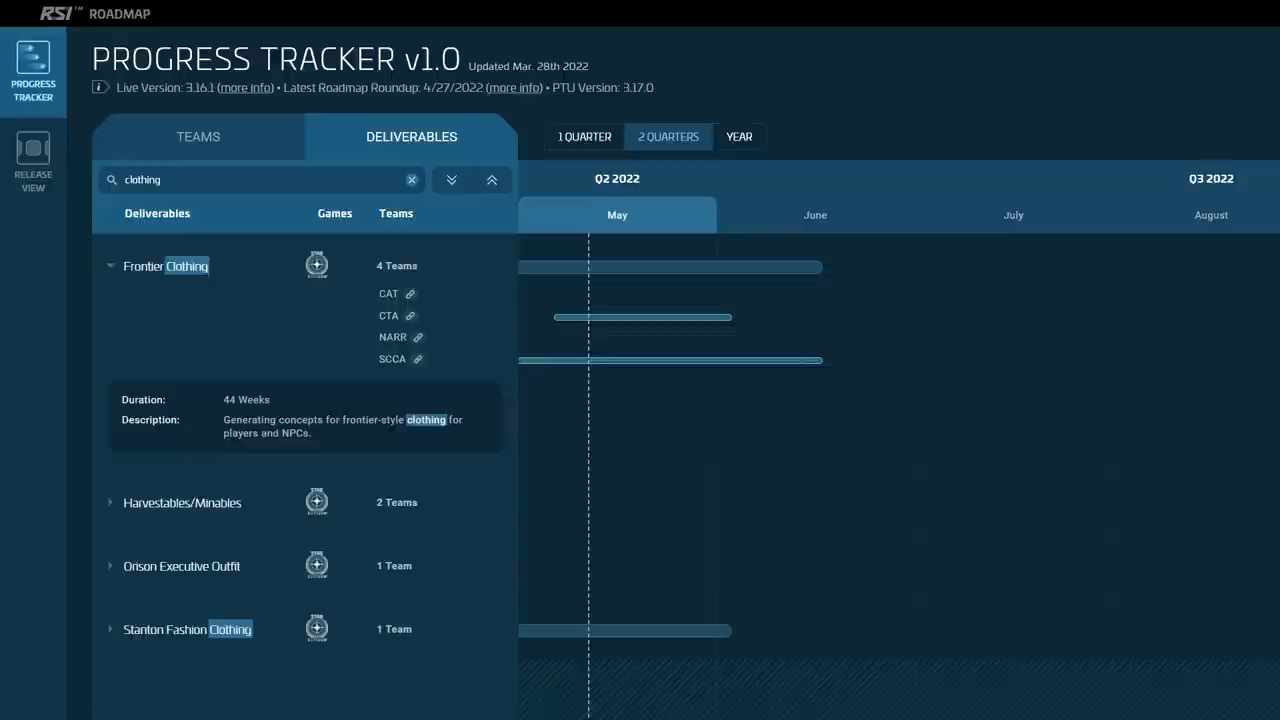 RSI™ ROADMAP
PROGRESS TRACKER
RELEASE VIEW
PROGRESS TRACKER v1.0 Updated Mar. 28th 2022
Live Version: 3.16.1 (more info) • Latest Roadmap Roundup: 4/27/2022 (more info) • PTU Version: 3.17.0
TEAMS DELIVERABLES 1 QUARTER 2 QUARTERS YEAR
clothing Q2 2022 Q3 2022
Deliverables Games Teams May June July August
Frontier Clothing 4 Teams
CAT
CTA
NARR
SCCA
Duration: 44 Weeks
Description: Generating concepts for frontier-style clothing for
players and NPCs.
Harvestables/Minables 2 Teams
Orison Executive Outfit 1 Team
Stanton Fashion Clothing 1 Team